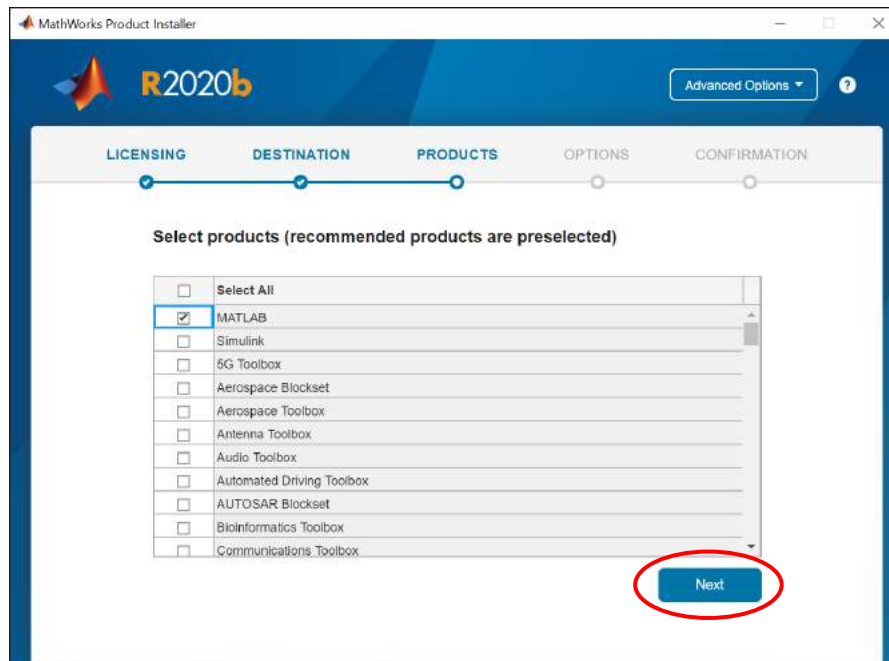 MathWorks Product Installer
R2020b
Advanced Options
?
LICENSING DESTINATION PRODUCTS OPTIONS CONFIRMATION
Select products (recommended products are preselected)
Select All
MATLAB
Simulink
5G Toolbox
Aerospace Blockset
Aerospace Toolbox
Antenna Toolbox
Audio Toolbox
Automated Driving Toolbox
AUTOSAR Blockset
Bioinformatics Toolbox
Communications Toolbox
Next